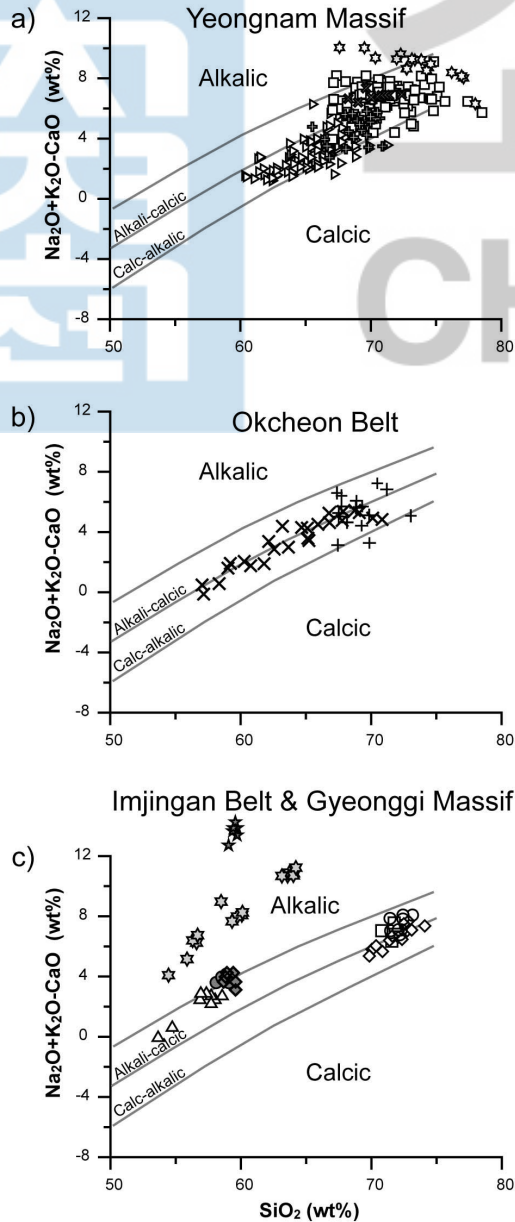 a) Yeongnam Massif
12
8
4
0
-4
-8
Na₂O+K₂O-CaO (wt%)
Alkalic
Alkali-calcic
Calc-alkalic
Calcic
CH
50 60 70 80
b) Okcheon Belt
12
8
4
0
-4
-8
Na₂O+K₂O-CaO (wt%)
Alkalic
Alkali-calcic
Calc-alkalic
Calcic
50 60 70 80
Imjingan Belt & Gyeonggi Massif
c)
12
8
4
0
-4
-8
Na₂O+K₂O-CaO (wt%)
Alkalic
Alkali-calcic
Calc-alkalic
Calcic
50 60 70 80
SiO₂ (wt%)